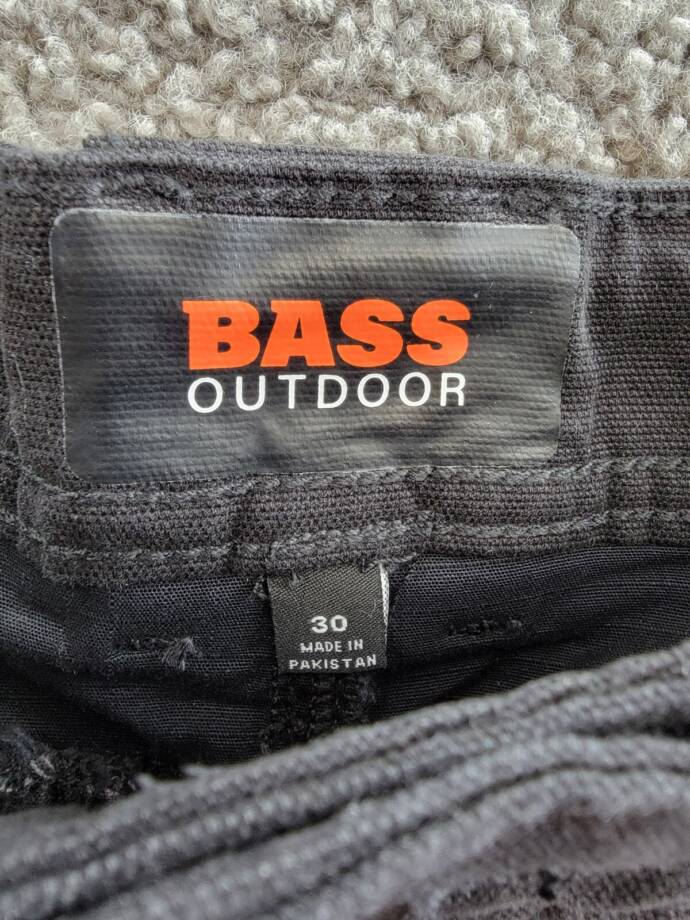 BASS
OUTDOOR
30
MADE IN
PAKISTAN